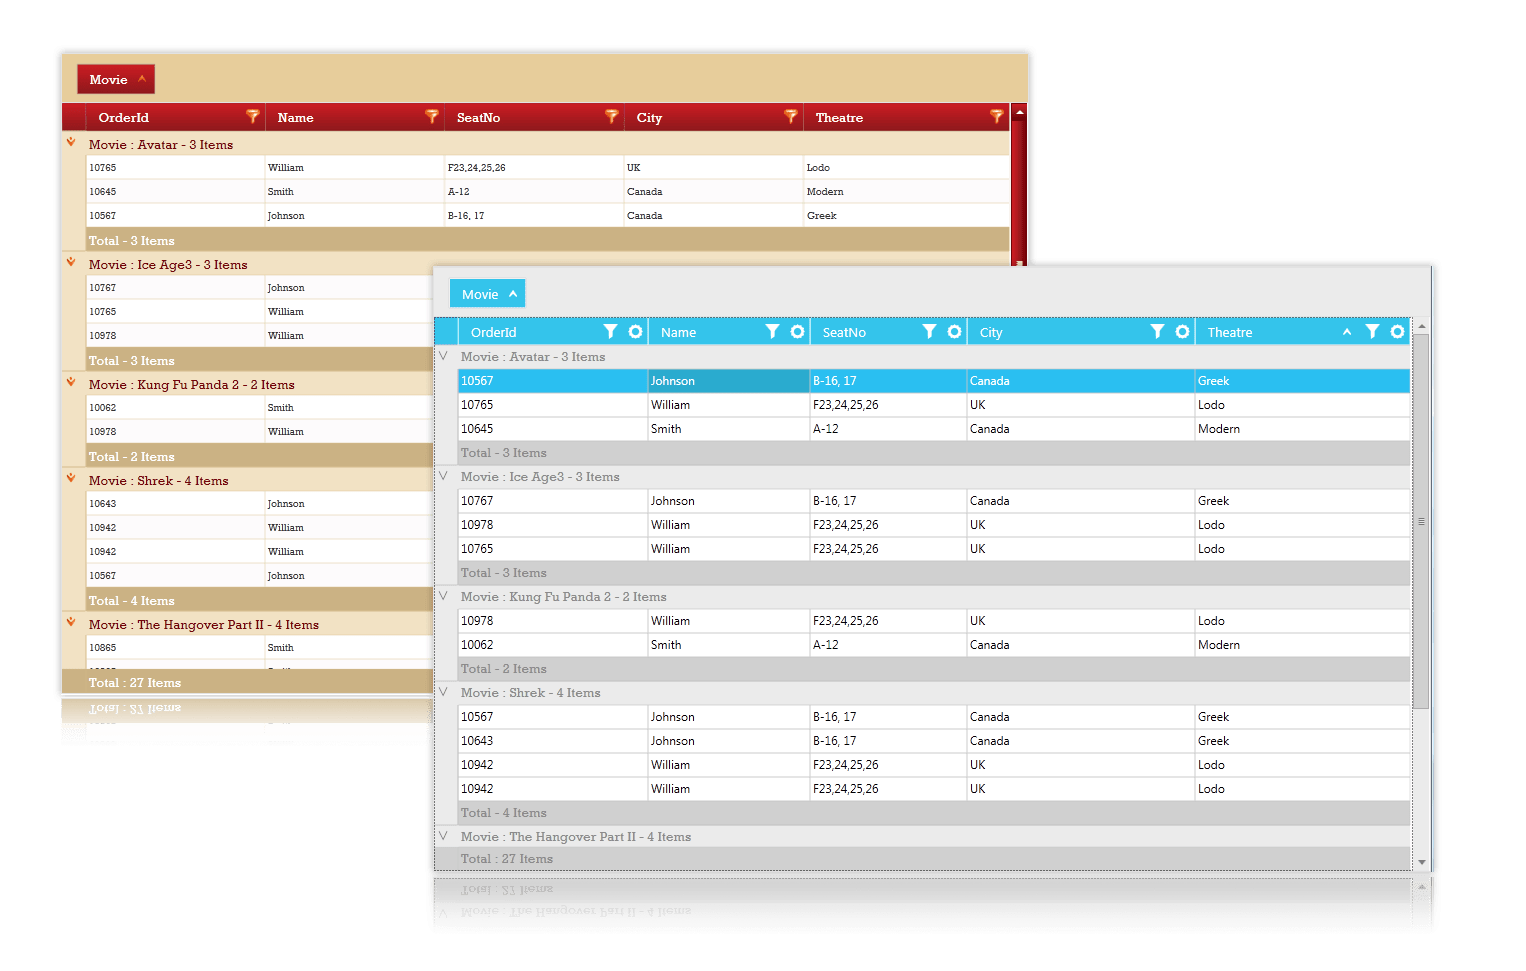 Movie
OrderId Name SeatNo City Theatre
Movie : Avatar - 3 Items
10765 William F23,24,25,26 UK Lodo
10645 Smith A-12 Canada Modern
10567 Johnson B-16, 17 Canada Greek
Total - 3 Items
Movie : Ice Age3 - 3 Items
10767 Johnson
10765 William
10978 William
Total - 3 Items
Movie : Kung Fu Panda 2 - 2 Items
10062 Smith
10978 William
Total - 2 Items
Movie : Shrek - 4 Items
10643 Johnson
10942 William
10942 William
10567 Johnson
Total - 4 Items
Movie : The Hangover Part II - 4 Items
10865 Smith
Total : 27 Items
Movie
OrderId Name SeatNo City Theatre
Movie : Avatar - 3 Items
10567 Johnson B-16, 17 Canada Greek
10765 William F23,24,25,26 UK Lodo
10645 Smith A-12 Canada Modern
Total - 3 Items
Movie : Ice Age3 - 3 Items
10767 Johnson B-16, 17 Canada Greek
10978 William F23,24,25,26 UK Lodo
10765 William F23,24,25,26 UK Lodo
Total - 3 Items
Movie : Kung Fu Panda 2 - 2 Items
10978 William F23,24,25,26 UK Lodo
10062 Smith A-12 Canada Modern
Total - 2 Items
Movie : Shrek - 4 Items
10567 Johnson B-16, 17 Canada Greek
10643 Johnson B-16, 17 Canada Greek
10942 William F23,24,25,26 UK Lodo
10942 William F23,24,25,26 UK Lodo
Total - 4 Items
Movie : The Hangover Part II - 4 Items
Total : 27 Items